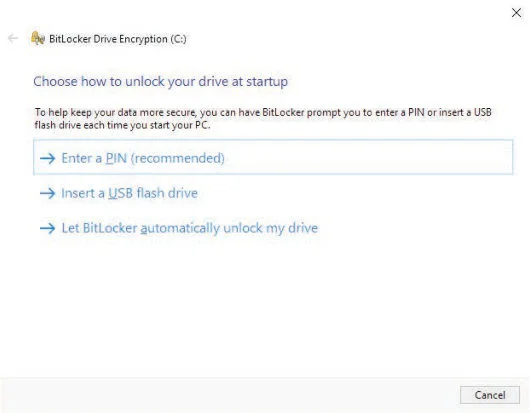 BitLocker Drive Encryption (C:)
Choose how to unlock your drive at startup
To help keep your data more secure, you can have BitLocker prompt you to enter a PIN or insert a USB
flash drive each time you start your PC.
Enter a PIN (recommended)
Insert a USB flash drive
Let BitLocker automatically unlock my drive
Cancel